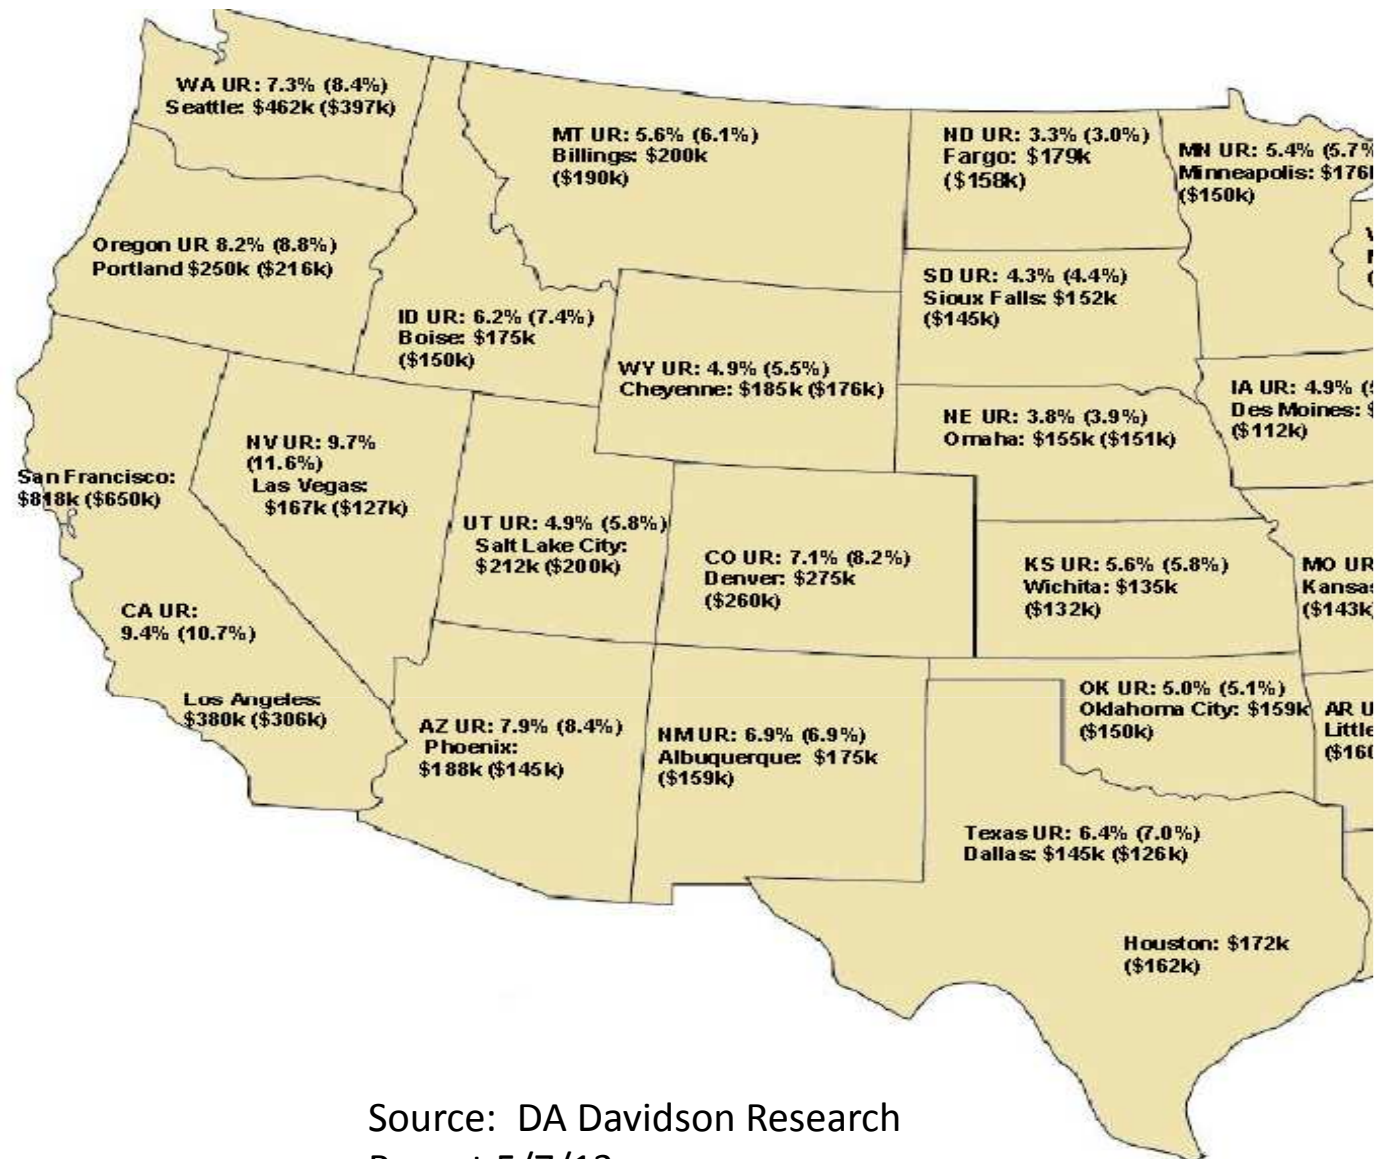 WA UR: 7.3% (8.4%)
Seattle: $462k ($397k)
MT UR: 5.6% (6.1%)
Billings: $200k
($190k)
ND UR: 3.3% (3.0%)
Fargo: $179k
($158k)
MN UR: 5.4% (5.7%
Minneapolis: $176k
($150k)
Oregon UR 8.2% (8.8%)
Portland $250k ($216k)
ID UR: 6.2% (7.4%)
Boise: $175k
($150k)
SD UR: 4.3% (4.4%)
Sioux Falls: $152k
($145k)
WY UR: 4.9% (5.5%)
Cheyenne: $185k ($176k)
NE UR: 3.8% (3.9%)
Omaha: $155k ($151k)
IA UR: 4.9%
Des Moines:
($112k)
San Francisco:
$818k ($650k)
NV UR: 9.7%
(11.6%)
Las Vegas:
$167k ($127k)
UT UR: 4.9% (5.8%)
Salt Lake City:
$212k ($200k)
CO UR: 7.1% (8.2%)
Denver: $275k
($260k)
KS UR: 5.6% (5.8%)
Wichita: $135k
($132k)
MO UR
Kansas
($143k
CA UR:
9.4% (10.7%)
Los Angeles:
$380k ($306k)
AZ UR: 7.9% (8.4%)
Phoenix:
$188k ($145k)
NM UR: 6.9% (6.9%)
Albuquerque: $175k
($159k)
OK UR: 5.0% (5.1%)
Oklahoma City: $159k
($150k)
AR U
Little
($160
Texas UR: 6.4% (7.0%)
Dallas: $145k ($126k)
Houston: $172k
($162k)
Source: DA Davidson Research